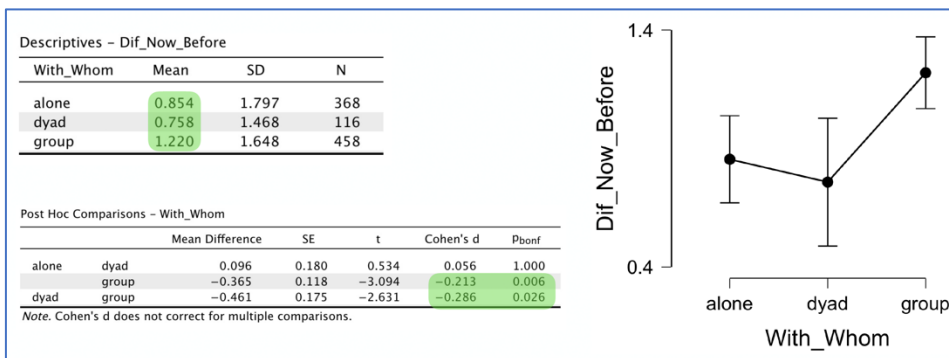 Descriptives – Dif_Now_Before
With_Whom Mean SD N
alone 0.854 1.797 368
dyad 0.758 1.468 116
group 1.220 1.648 458
Post Hoc Comparisons – With_Whom
Mean Difference SE t Cohen's d Pbonf
alone dyad 0.096 0.180 0.534 0.056 1.000
group −0.365 0.118 −3.094 −0.213 0.006
dyad group −0.461 0.175 −2.631 −0.286 0.026
Note. Cohen's d does not correct for multiple comparisons.
1.4
Dif_Now_Before
0.4
alone dyad group
With_Whom